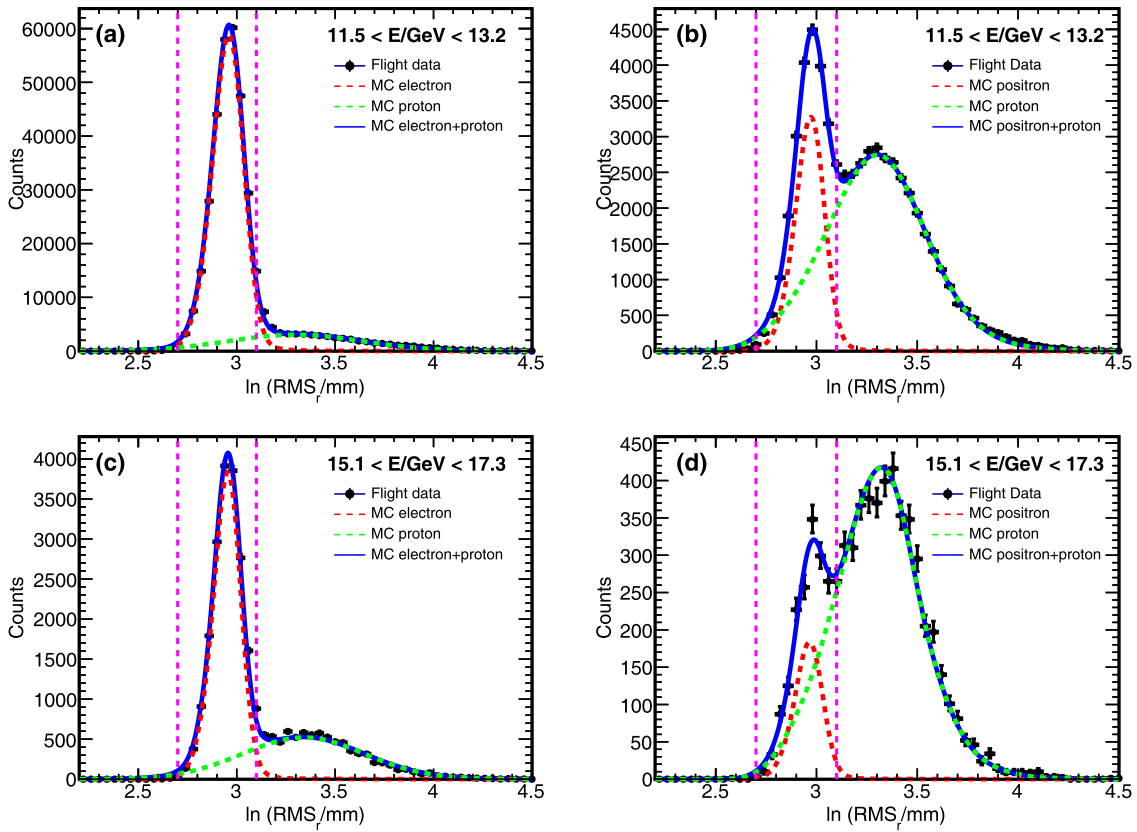 (a) 11.5 < E/GeV < 13.2
Flight data
MC electron
MC proton
MC electron+proton
Counts
60000
50000
40000
30000
20000
10000
0
2.5 3 3.5 4 4.5
ln (RMSr/mm)
(b) 11.5 < E/GeV < 13.2
Flight Data
MC positron
MC proton
MC positron+proton
Counts
4500
4000
3500
3000
2500
2000
1500
1000
500
0
2.5 3 3.5 4 4.5
ln (RMSr/mm)
(c) 15.1 < E/GeV < 17.3
Flight data
MC electron
MC proton
MC electron+proton
Counts
4000
3500
3000
2500
2000
1500
1000
500
0
2.5 3 3.5 4 4.5
ln (RMSr/mm)
(d) 15.1 < E/GeV < 17.3
Flight Data
MC positron
MC proton
MC positron+proton
Counts
450
400
350
300
250
200
150
100
50
0
2.5 3 3.5 4 4.5
ln (RMSr/mm)